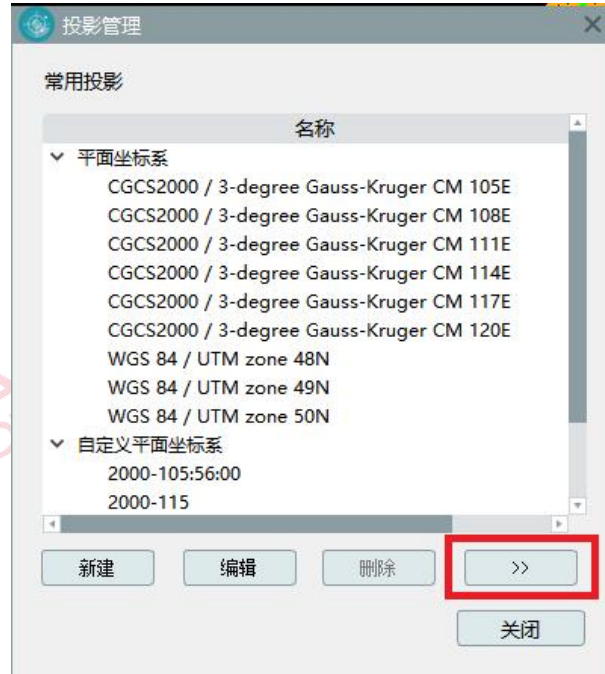 投影管理
常用投影
名称
平面坐标系
CGCS2000 / 3-degree Gauss-Kruger CM 105E
CGCS2000 / 3-degree Gauss-Kruger CM 108E
CGCS2000 / 3-degree Gauss-Kruger CM 111E
CGCS2000 / 3-degree Gauss-Kruger CM 114E
CGCS2000 / 3-degree Gauss-Kruger CM 117E
CGCS2000 / 3-degree Gauss-Kruger CM 120E
WGS 84 / UTM zone 48N
WGS 84 / UTM zone 49N
WGS 84 / UTM zone 50N
自定义平面坐标系
2000-105:56:00
2000-115
新建 编辑 删除 >>
关闭